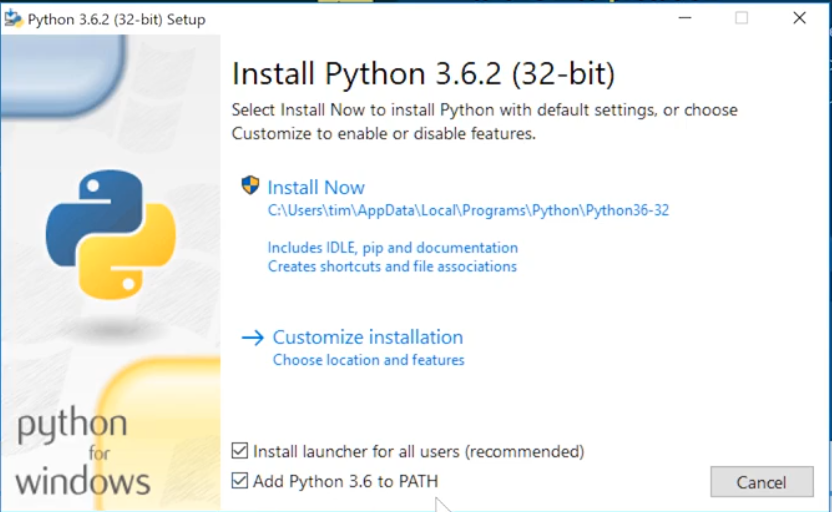 Python 3.6.2 (32-bit) Setup
Install Python 3.6.2 (32-bit)
Select Install Now to install Python with default settings, or choose
Customize to enable or disable features.
Install Now
C:\Users\tim\AppData\Local\Programs\Python\Python36-32
Includes IDLE, pip and documentation
Creates shortcuts and file associations
Customize installation
Choose location and features
python
for
windows
Install launcher for all users (recommended)
Add Python 3.6 to PATH
Cancel